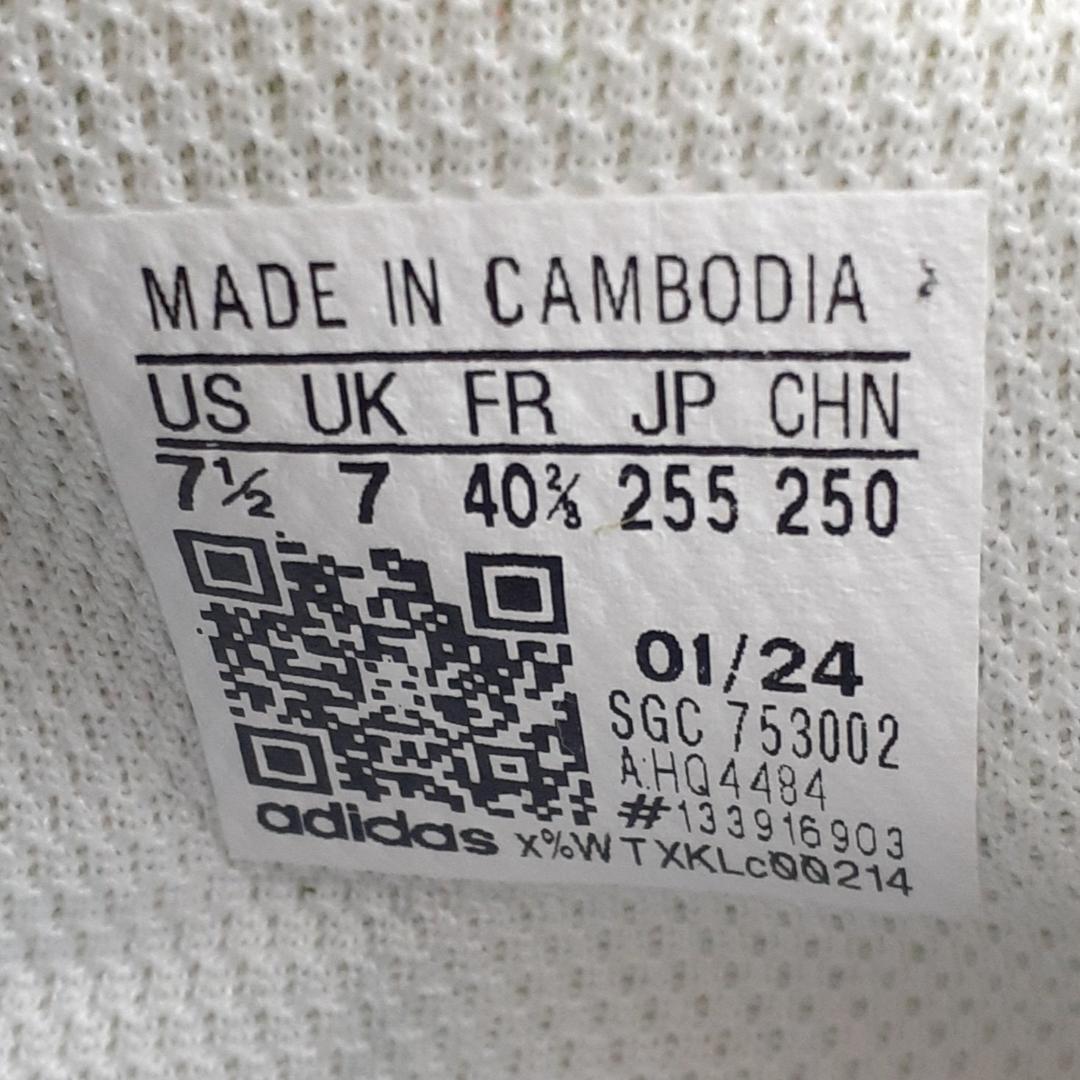 MADE IN CAMBODIA
US UK FR JP CHN
7½ 7 40⅔ 255 250
01/24
SGC 753002
A:HQ4484
#133916903
adidas X%WTXKLc00214